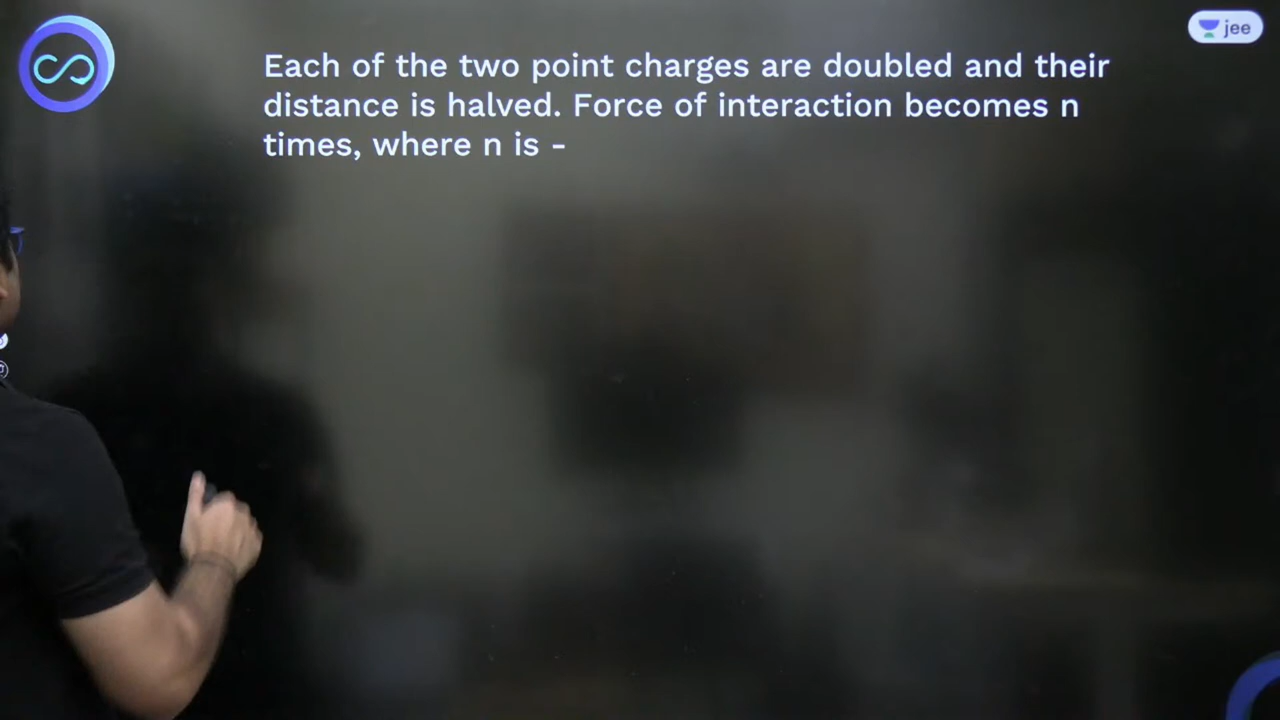 jee
Each of the two point charges are doubled and their
distance is halved. Force of interaction becomes n
times, where n is -